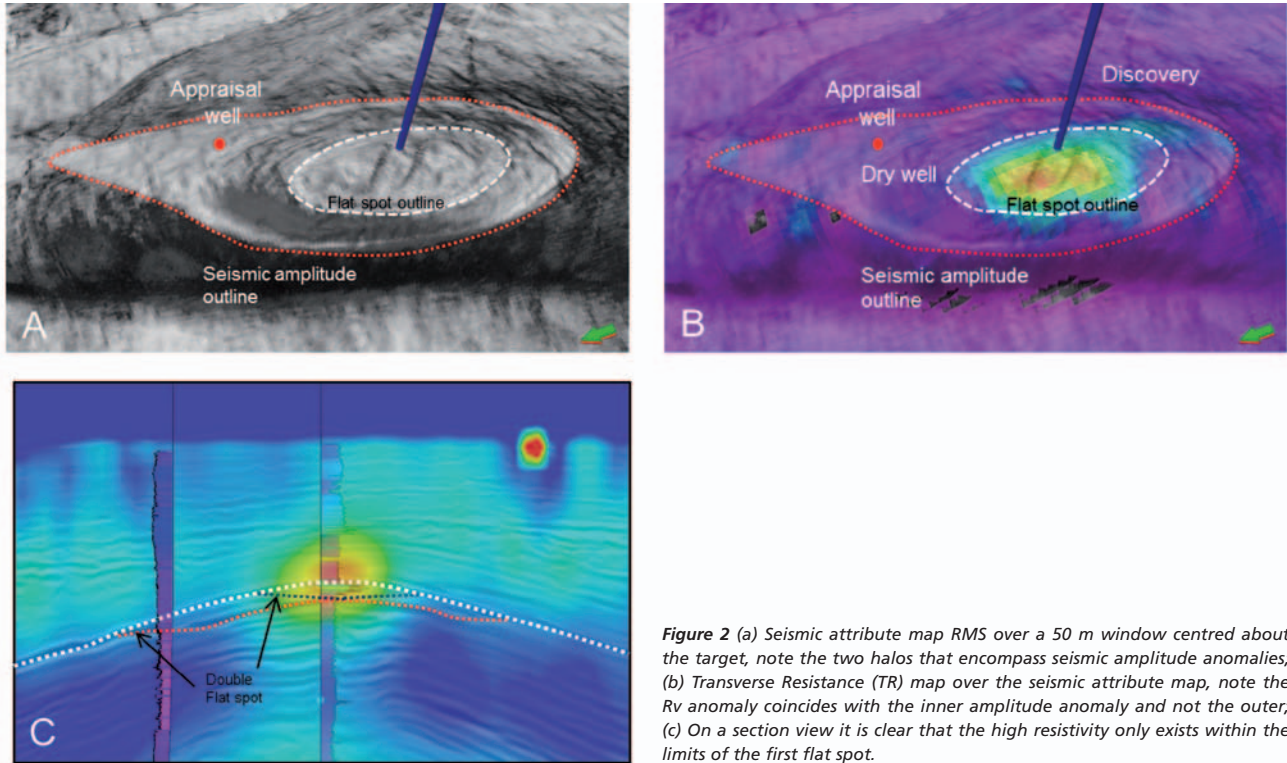 Appraisal
well
Flat spot outline
Seismic amplitude
outline
A
Discovery
Appraisal
well
Dry well
Flat spot outline
Seismic amplitude
outline
B
Double
Flat spot
C
Figure 2 (a) Seismic attribute map RMS over a 50 m window centred about
the target, note the two halos that encompass seismic amplitude anomalies,
(b) Transverse Resistance (TR) map over the seismic attribute map, note the
Rv anomaly coincides with the inner amplitude anomaly and not the outer,
(c) On a section view it is clear that the high resistivity only exists within the
limits of the first flat spot.